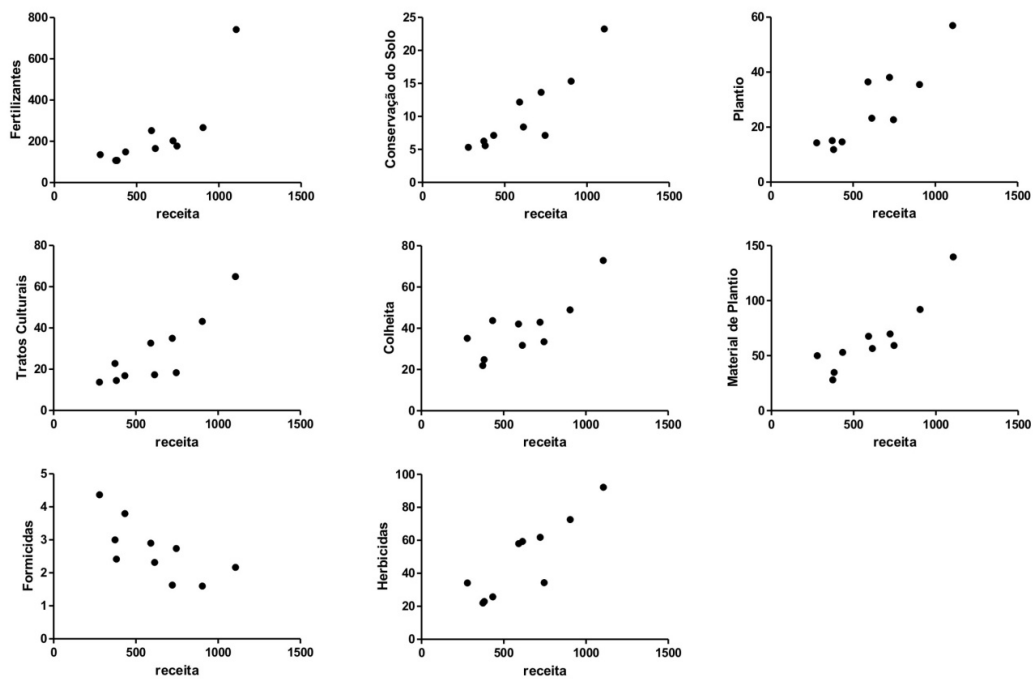 Fertilizantes
800
600
400
200
0
0 500 1000 1500
receita
Conservação do Solo
25
20
15
10
5
0
0 500 1000 1500
receita
Plantio
60
40
20
0
0 500 1000 1500
receita
Tratos Culturais
80
60
40
20
0
0 500 1000 1500
receita
Colheita
80
60
40
20
0
0 500 1000 1500
receita
Material de Plantio
150
100
50
0
0 500 1000 1500
receita
Formicidas
5
4
3
2
1
0
0 500 1000 1500
receita
Herbicidas
100
80
60
40
20
0
0 500 1000 1500
receita